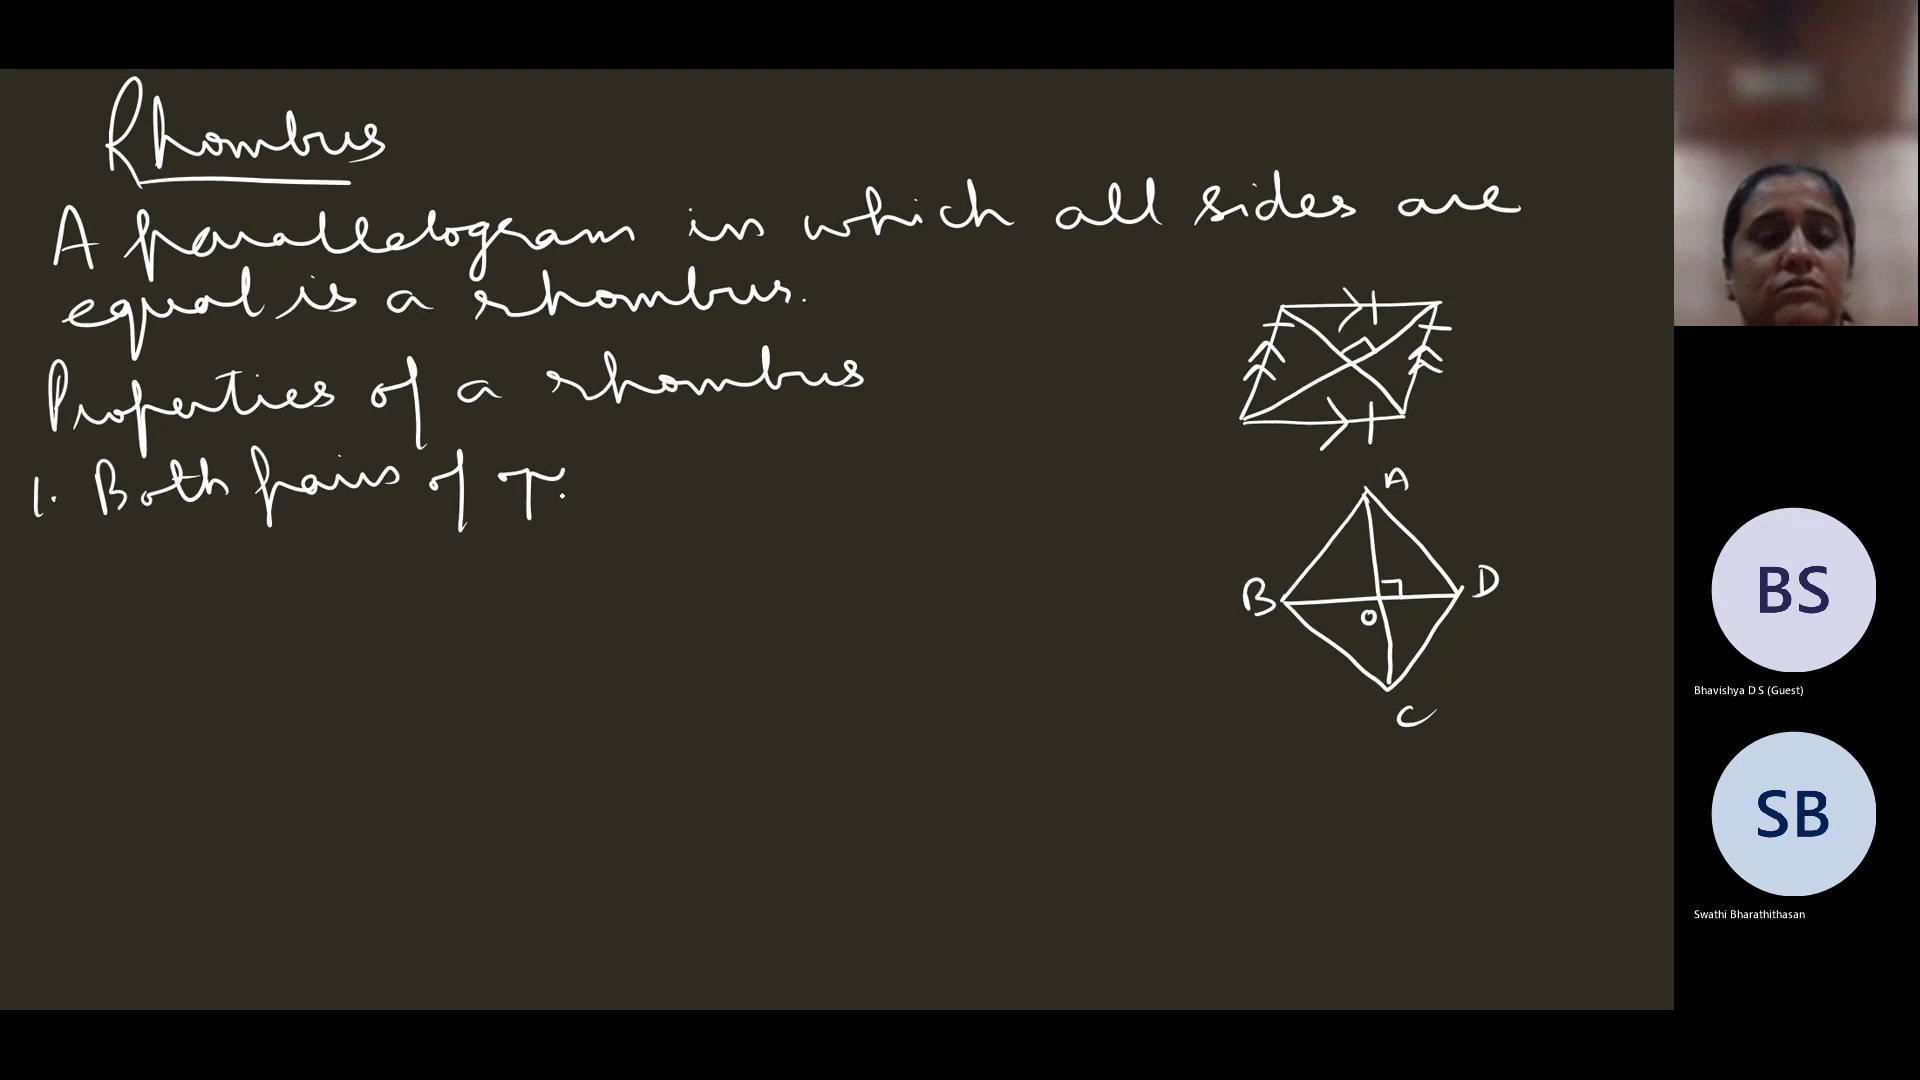 Rhombus
A parallelogram in which all sides are
equal is a rhombus.
Properties of a rhombus
1. Both pairs of
A
B
D
O
C
BS
Bhavishya D S (Guest)
SB
Swathi Bharathithasan